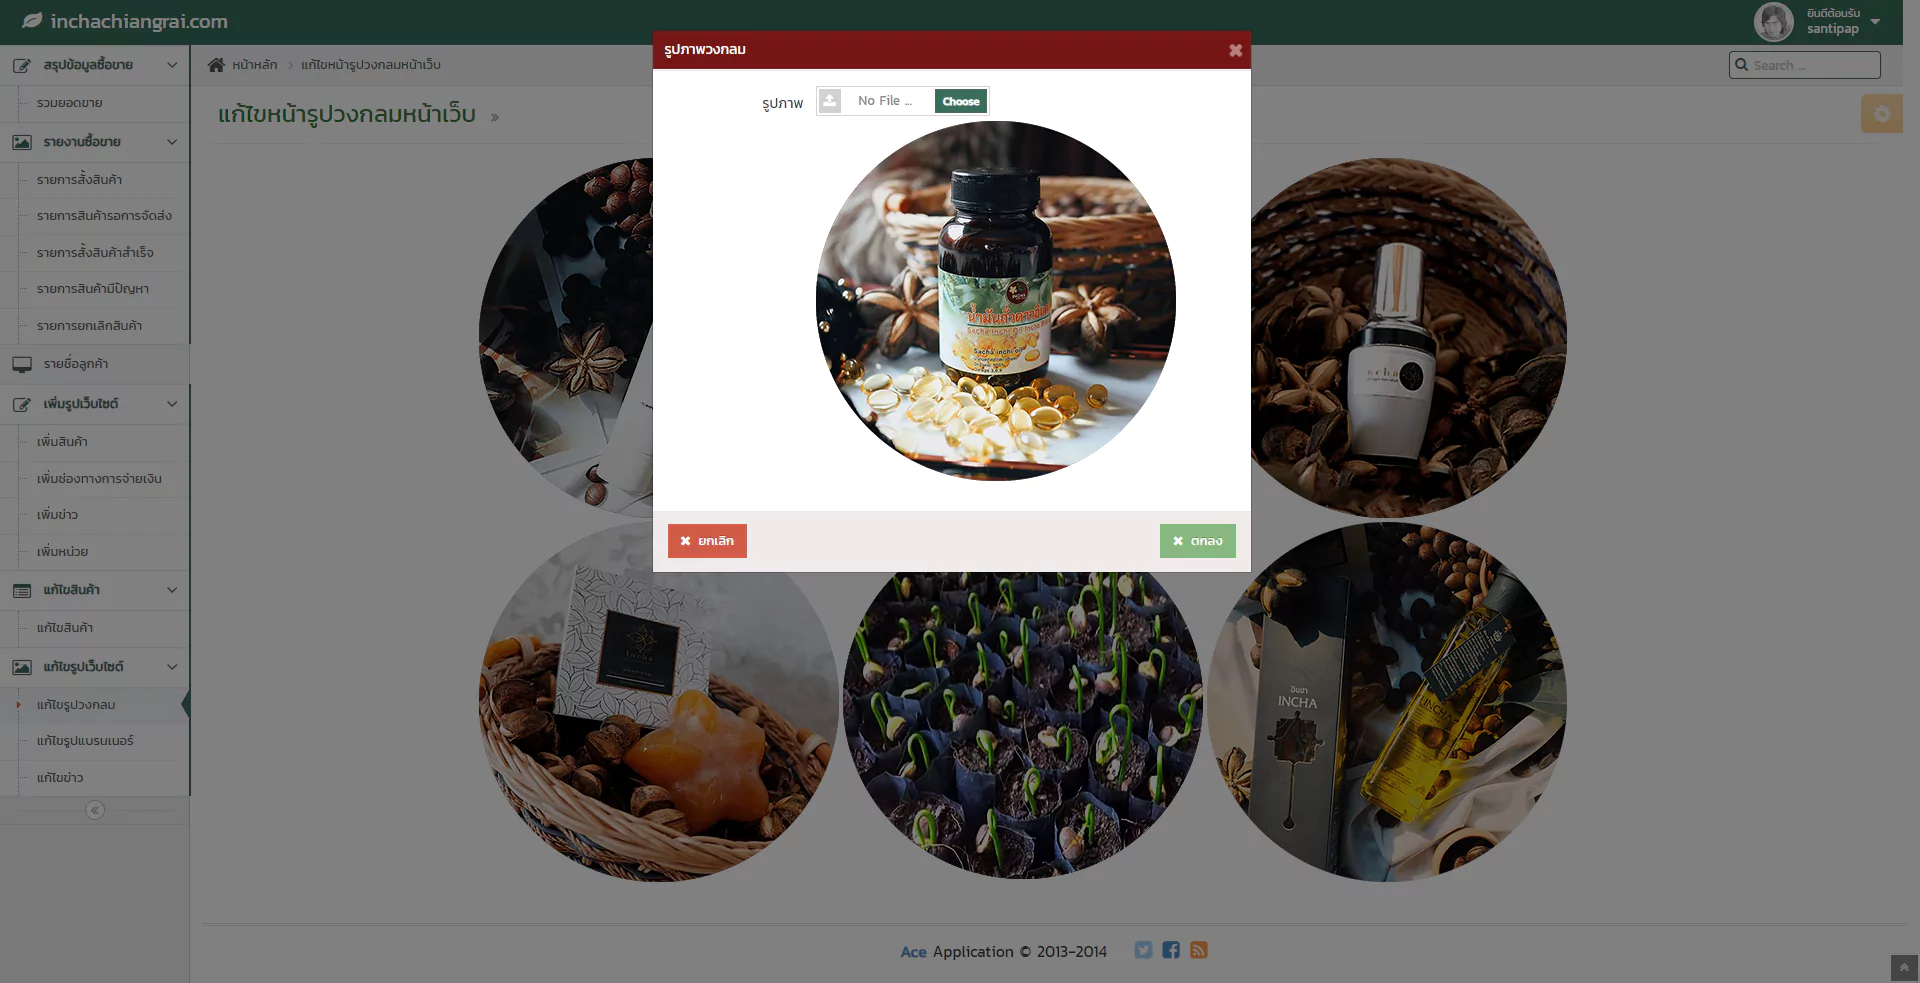 inchachiangrai.com
ยินดีต้อนรับ
santipap
สรุปข้อมูลซื้อขาย
รวมยอดขาย
รายงานซื้อขาย
รายการสั่งสินค้า
รายการสินค้ารอการจัดส่ง
รายการสั่งสินค้าสำเร็จ
รายการสินค้ามีปัญหา
รายการยกเลิกสินค้า
รายชื่อลูกค้า
เพิ่มรูปเว็บไซต์
เพิ่มสินค้า
เพิ่มช่องทางการจ่ายเงิน
เพิ่มข่าว
เพิ่มหน่วย
แก้ไขสินค้า
แก้ไขสินค้า
แก้ไขรูปเว็บไซต์
แก้ไขรูปวงกลม
แก้ไขรูปแบรนเนอร์
แก้ไขข่าว
หน้าหลัก > แก้ไขหน้ารูปวงกลมหน้าเว็บ
Search ...
แก้ไขหน้ารูปวงกลมหน้าเว็บ »
รูปภาพวงกลม
รูปภาพ No File ... Choose
INCHA
Sacha Inchi Oil
Sacha inchi oil
ยกเลิก
ตกลง
incha
อินชา
INCHA
INCHA
Ace Application © 2013-2014